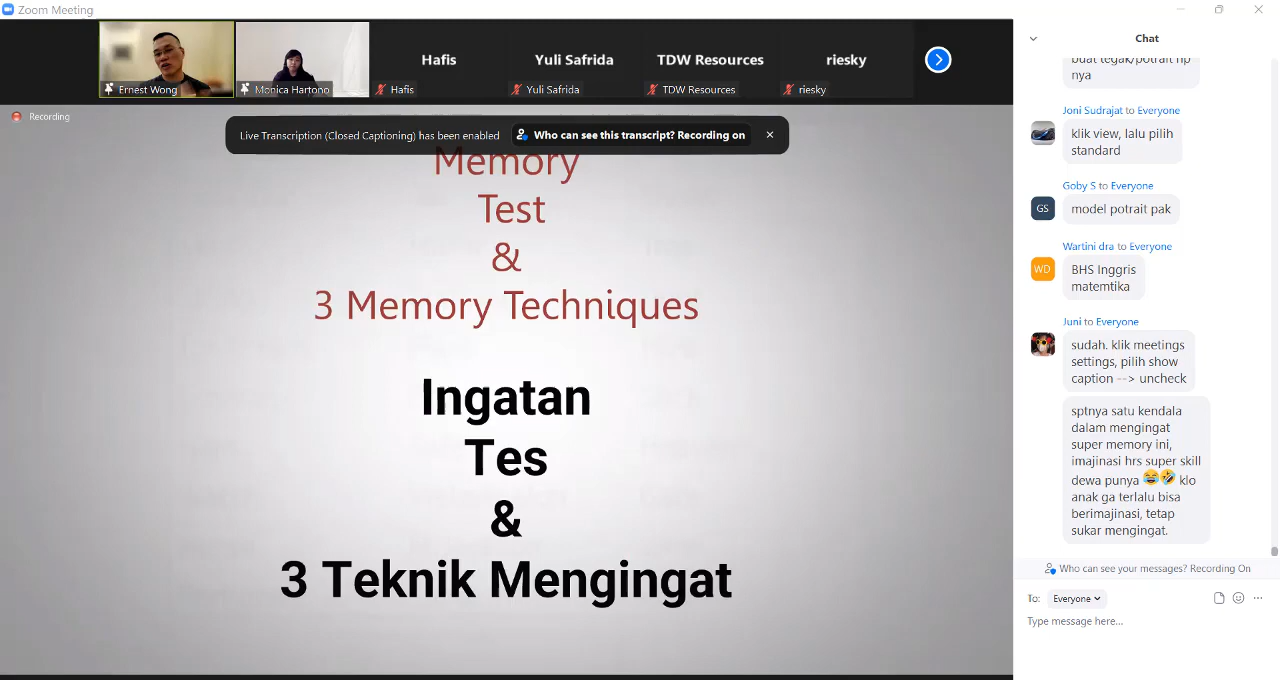 Zoom Meeting
Ernest Wong
Monica Hartono
Hafis
Hafis
Yuli Safrida
Yuli Safrida
TDW Resources
TDW Resources
riesky
riesky
Recording
Live Transcription (Closed Captioning) has been enabled
Who can see this transcript? Recording on
Memory
Test
&
3 Memory Techniques
Ingatan
Tes
&
3 Teknik Mengingat
Chat
buat tegak/potrait hp
nya
Joni Sudrajat to Everyone
klik view, lalu pilih
standard
Goby S to Everyone
GS
model potrait pak
Wartini dra to Everyone
WD
BHS Inggris
matemtika
Juni to Everyone
sudah. klik meetings
settings, pilih show
caption --> uncheck
sptnya satu kendala
dalam mengingat
super memory ini,
imajinasi hrs super skill
dewa punya 😂🤣 klo
anak ga terlalu bisa
berimajinasi, tetap
sukar mengingat.
Who can see your messages? Recording On
To: Everyone
Type message here...